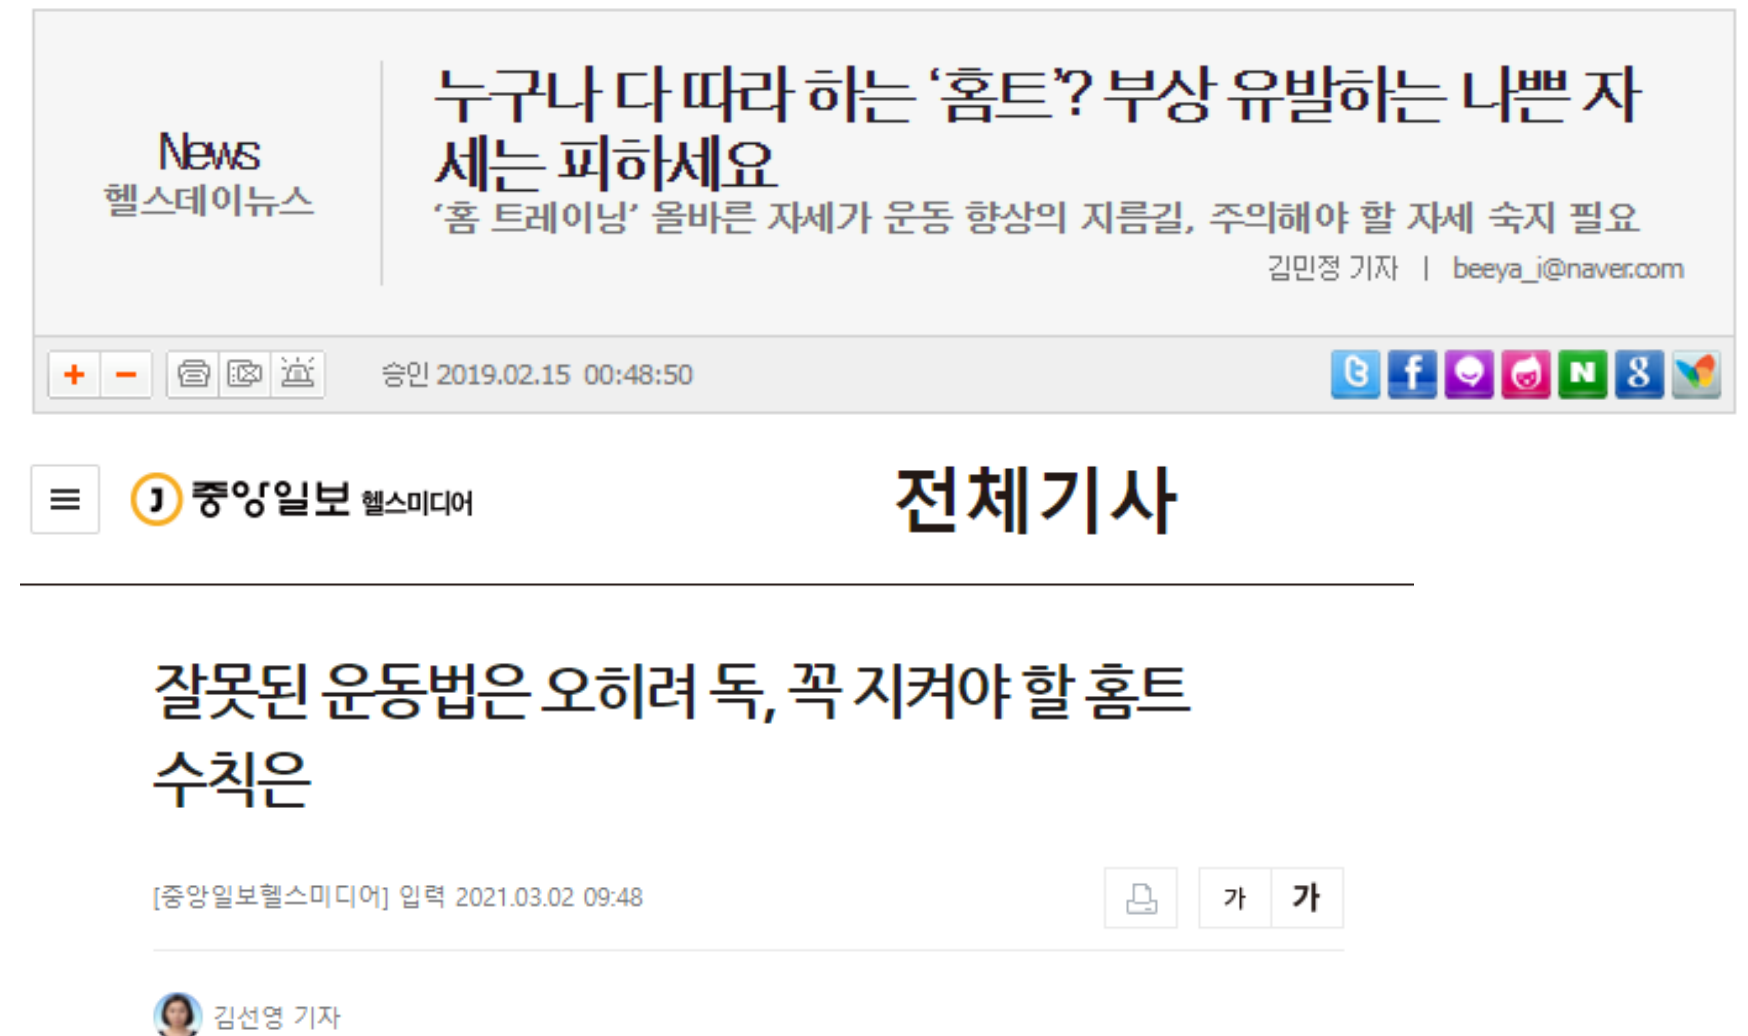 News
헬스데이뉴스
누구나 다 따라 하는 ‘홈트’? 부상 유발하는 나쁜 자
세는 피하세요
‘홈 트레이닝’ 올바른 자세가 운동 향상의 지름길, 주의해야 할 자세 숙지 필요
김민정 기자 | beeya_i@naver.com
승인 2019.02.15 00:48:50
중앙일보 헬스미디어
전체기사
잘못된 운동법은 오히려 독, 꼭 지켜야 할 홈트
수칙은
[중앙일보헬스미디어] 입력 2021.03.02 09:48
가 가
김선영 기자